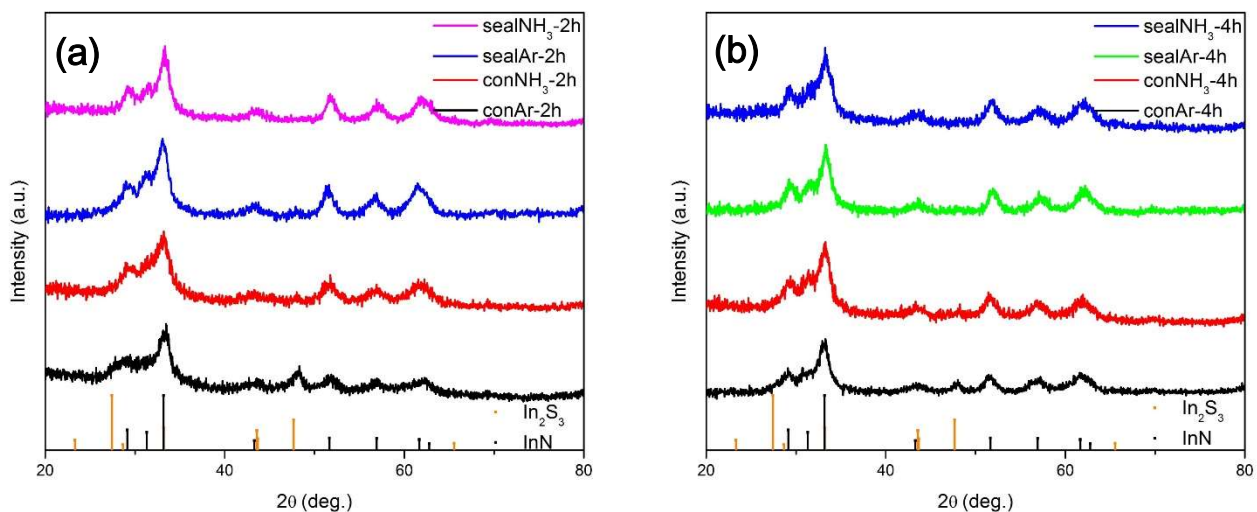 (a)
sealNH₃-2h
sealAr-2h
conNH₃-2h
conAr-2h
Intensity (a.u.)
In₂S₃
InN
20
40
60
80
2θ (deg.)
(b)
sealNH₃-4h
sealAr-4h
conNH₃-4h
conAr-4h
Intensity (a.u.)
In₂S₃
InN
20
40
60
80
2θ (deg.)